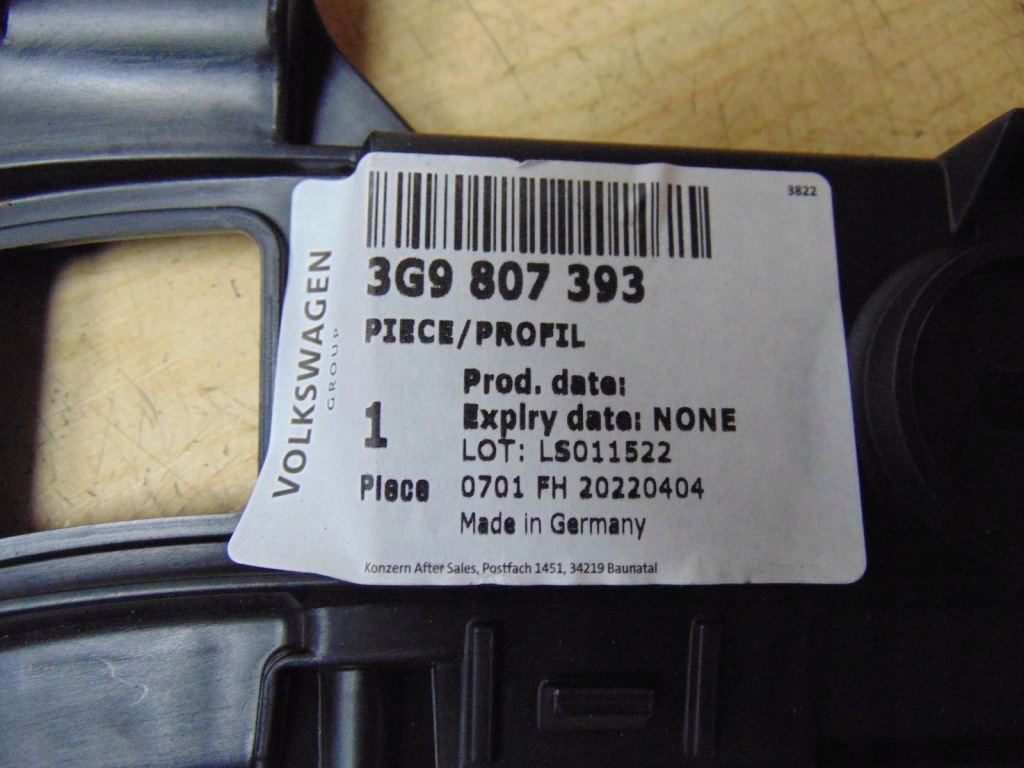 3822
3G9 807 393
PIECE/PROFIL
VOLKSWAGEN
GROUP
Prod. date:
Expiry date: NONE
1
LOT: LS011522
Piece
0701 FH 20220404
Made in Germany
Konzern After Sales, Postfach 1451, 34219 Baunatal